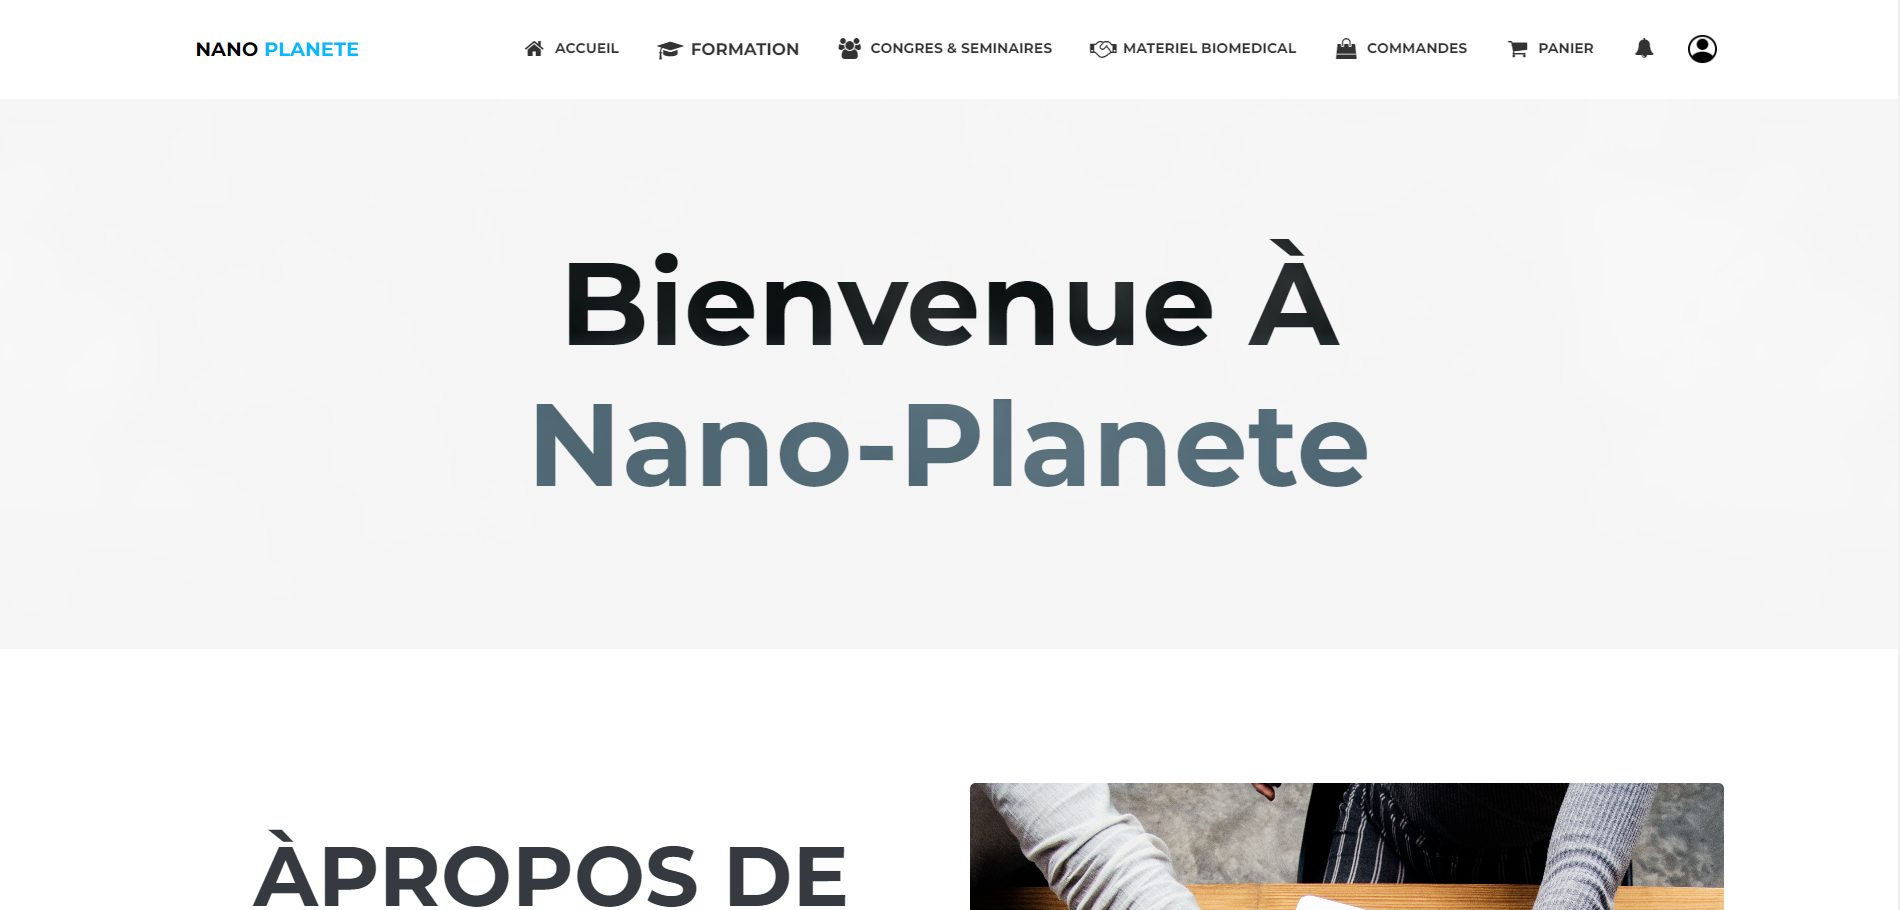 NANO PLANETE
ACCUEIL
FORMATION
CONGRES & SEMINAIRES
MATERIEL BIOMEDICAL
COMMANDES
PANIER
Bienvenue À
Nano-Planete
ÀPROPOS DE